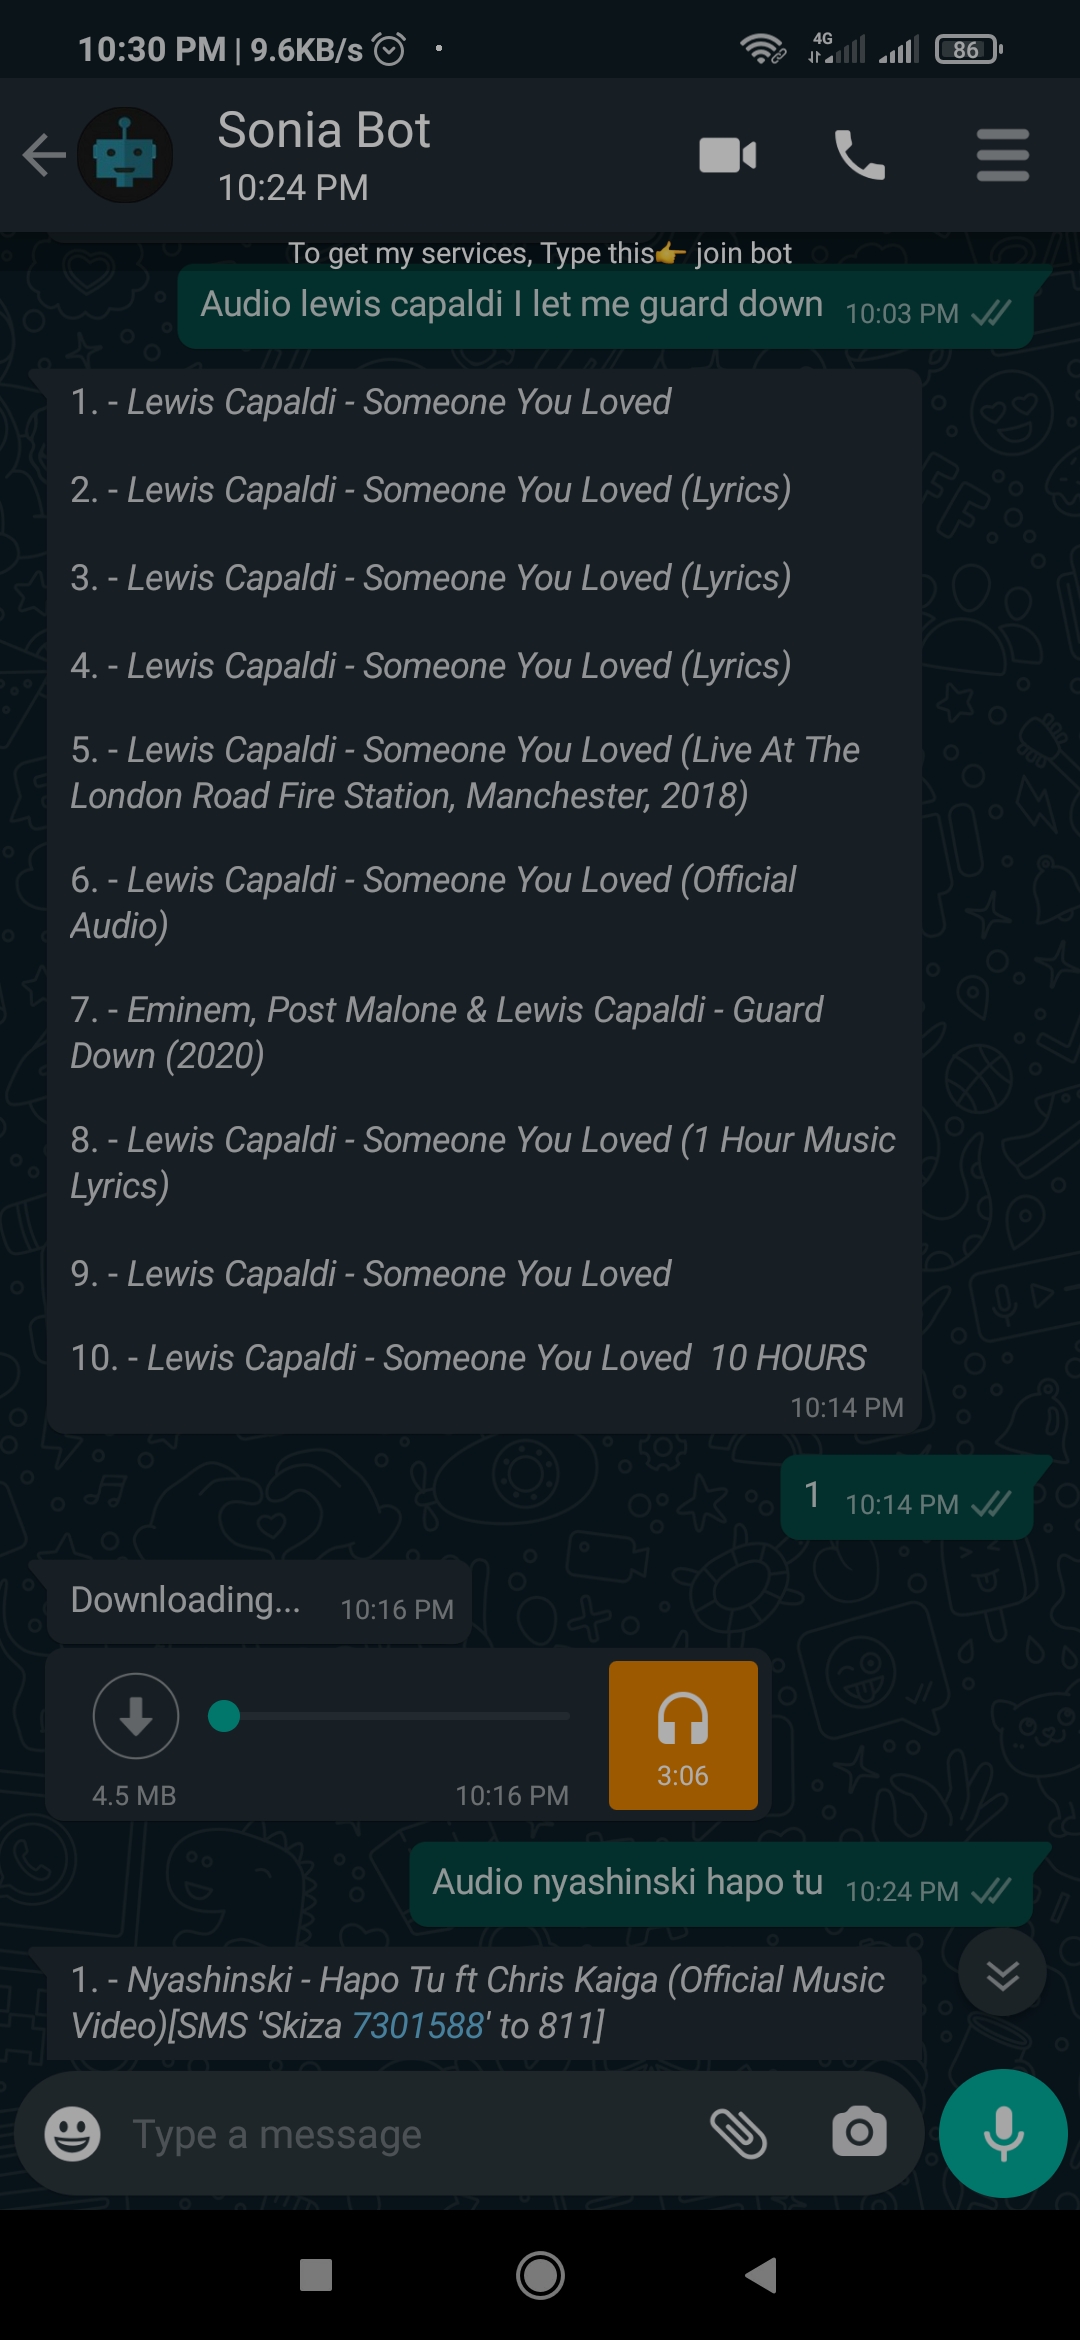 10:30 PM | 9.6KB/s
4G
86
Sonia Bot
10:24 PM
To get my services, Type this👉 join bot
Audio lewis capaldi I let me guard down 10:03 PM
1. - Lewis Capaldi - Someone You Loved
2. - Lewis Capaldi - Someone You Loved (Lyrics)
3. - Lewis Capaldi - Someone You Loved (Lyrics)
4. - Lewis Capaldi - Someone You Loved (Lyrics)
5. - Lewis Capaldi - Someone You Loved (Live At The
London Road Fire Station, Manchester, 2018)
6. - Lewis Capaldi - Someone You Loved (Official
Audio)
7. - Eminem, Post Malone & Lewis Capaldi - Guard
Down (2020)
8. - Lewis Capaldi - Someone You Loved (1 Hour Music
Lyrics)
9. - Lewis Capaldi - Someone You Loved
10. - Lewis Capaldi - Someone You Loved  10 HOURS
10:14 PM
1 10:14 PM
Downloading... 10:16 PM
3:06
4.5 MB 10:16 PM
Audio nyashinski hapo tu 10:24 PM
1. - Nyashinski - Hapo Tu ft Chris Kaiga (Official Music
Video)[SMS 'Skiza 7301588' to 811]
Type a message